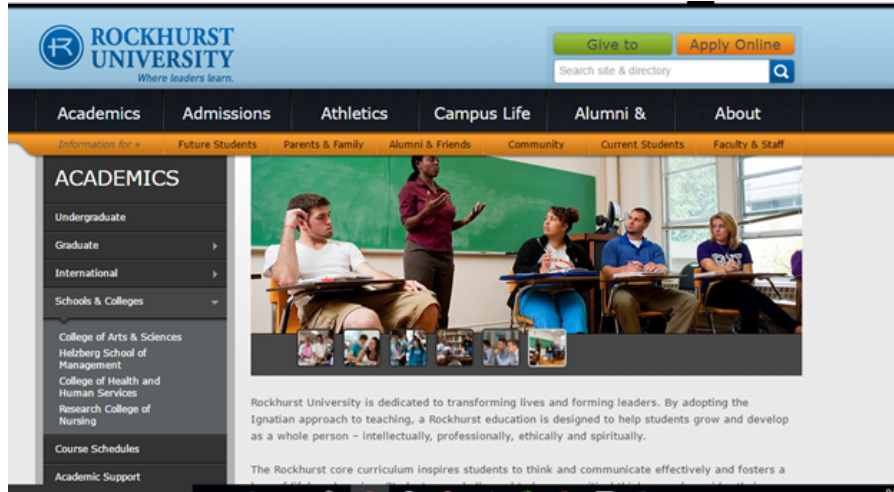 ROCKHURST
UNIVERSITY
Where leaders learn.
Give to
Apply Online
Search site & directory
Academics
Admissions
Athletics
Campus Life
Alumni &
About
Information for »
Future Students
Parents & Family
Alumni & Friends
Community
Current Students
Faculty & Staff
ACADEMICS
Undergraduate
Graduate
International
Schools & Colleges
College of Arts & Sciences
Helzberg School of
Management
College of Health and
Human Services
Research College of
Nursing
Course Schedules
Academic Support
Rockhurst University is dedicated to transforming lives and forming leaders. By adopting the
Ignatian approach to teaching, a Rockhurst education is designed to help students grow and develop
as a whole person – intellectually, professionally, ethically and spiritually.
The Rockhurst core curriculum inspires students to think and communicate effectively and fosters a